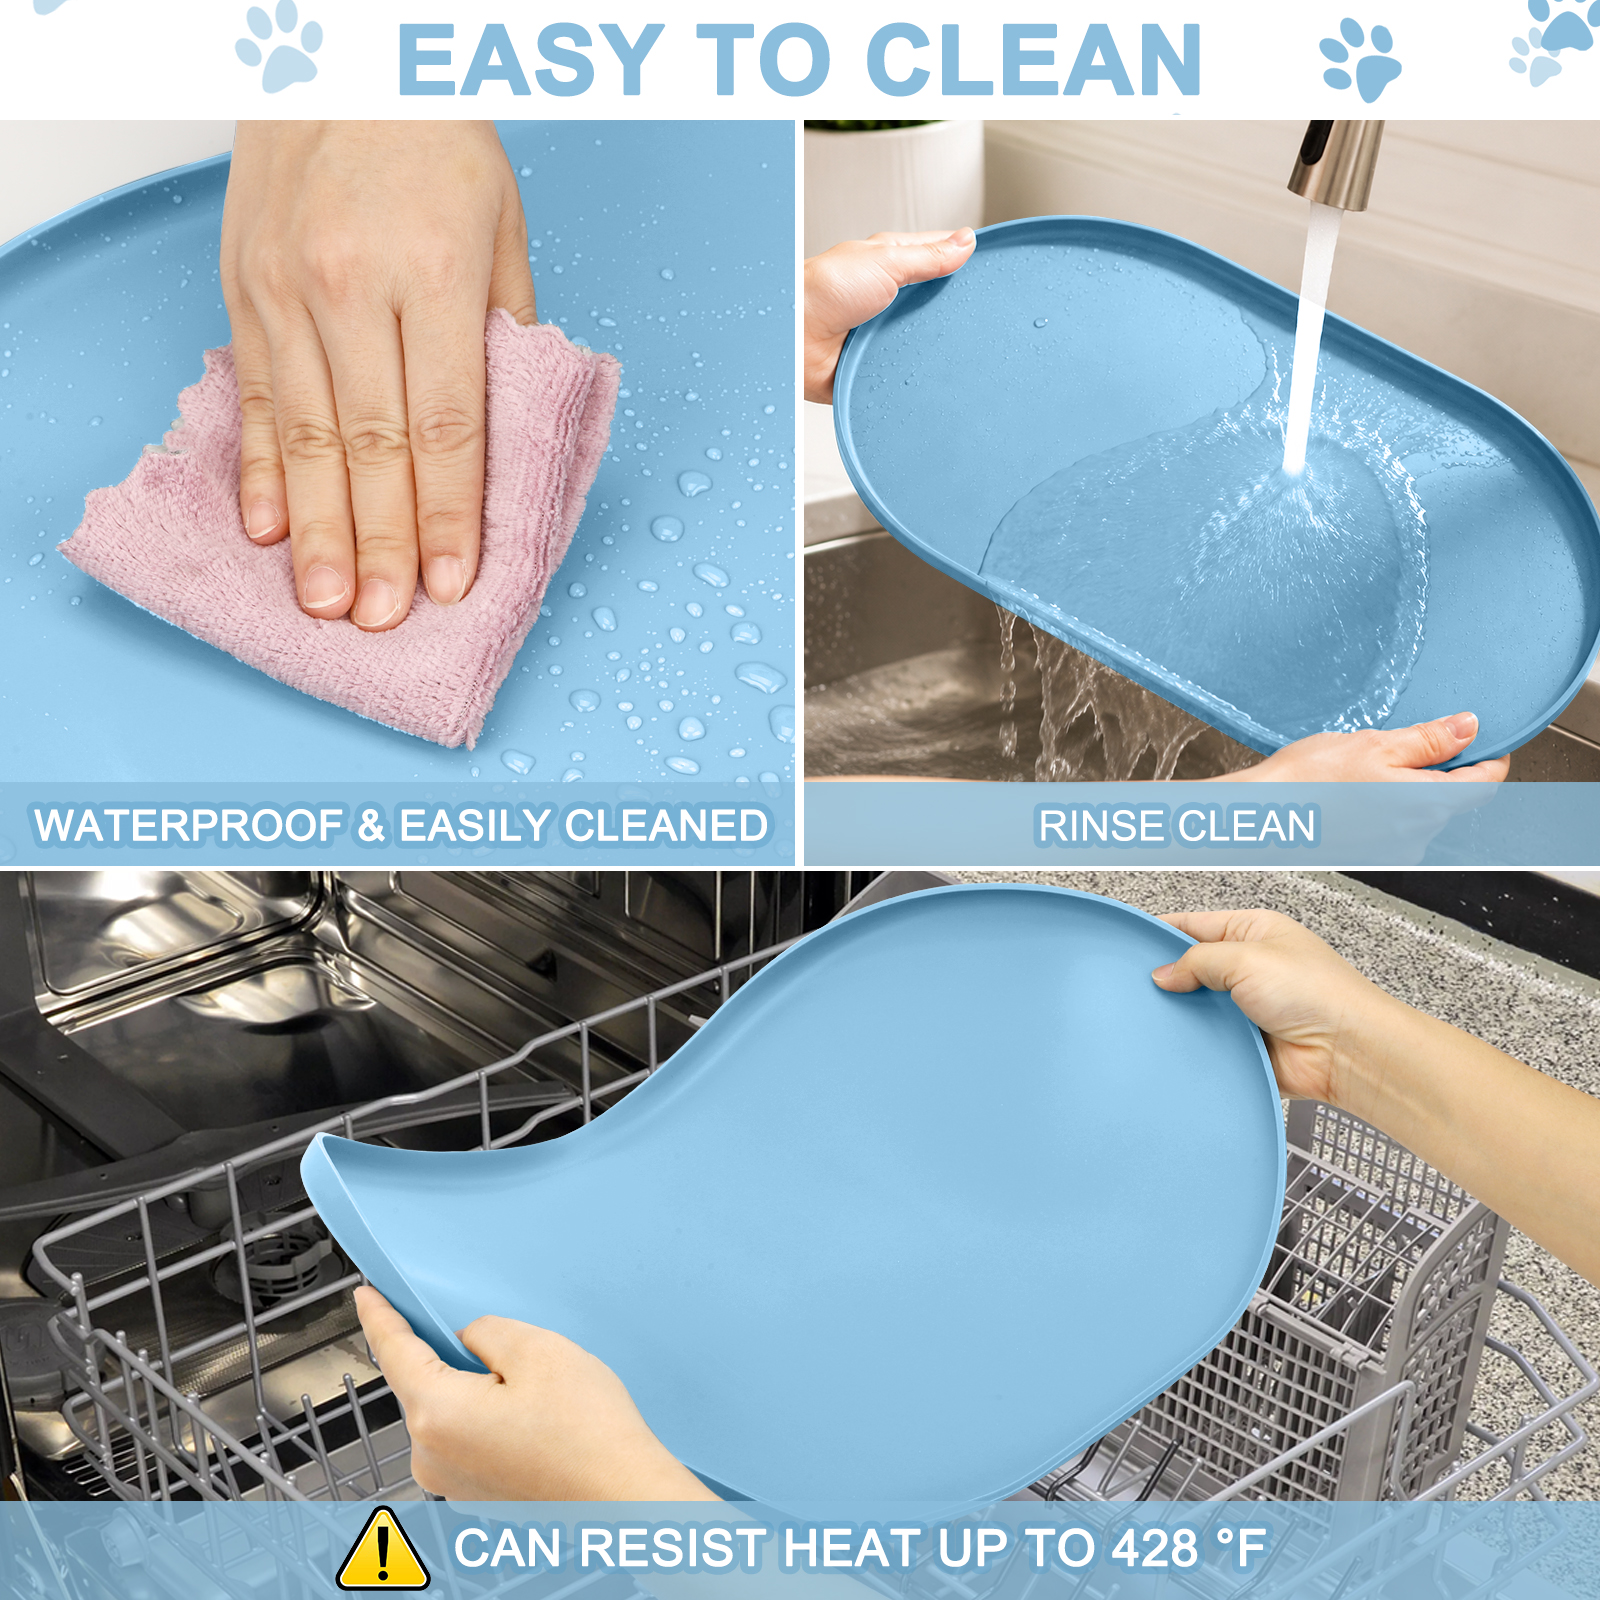 EASY TO CLEAN
WATERPROOF & EASILY CLEANED
RINSE CLEAN
CAN RESIST HEAT UP TO 428 °F